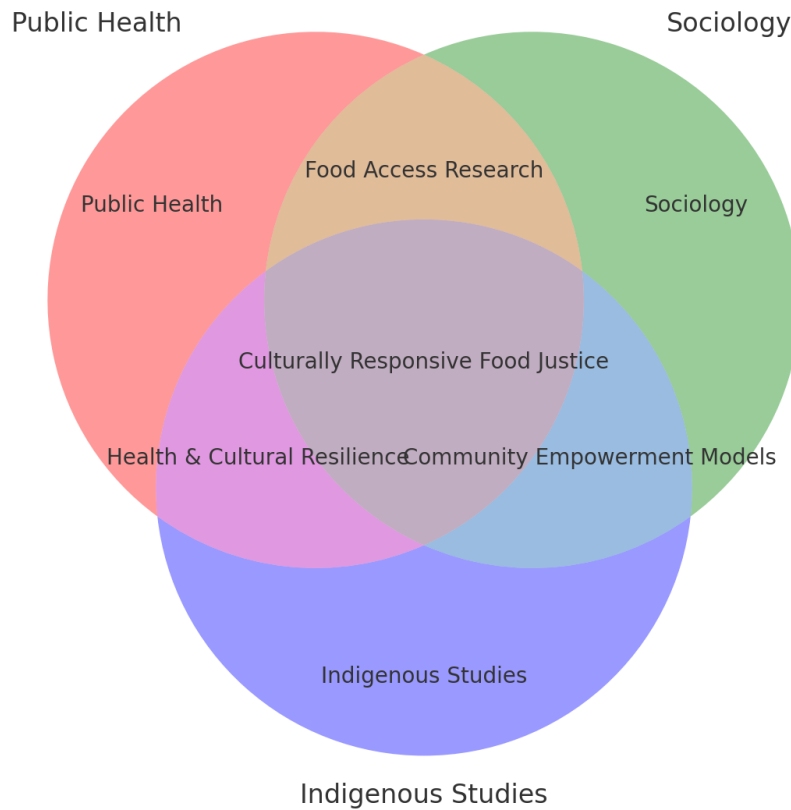 Public Health
Sociology
Food Access Research
Public Health
Sociology
Culturally Responsive Food Justice
Health & Cultural Resilience
Community Empowerment Models
Indigenous Studies
Indigenous Studies